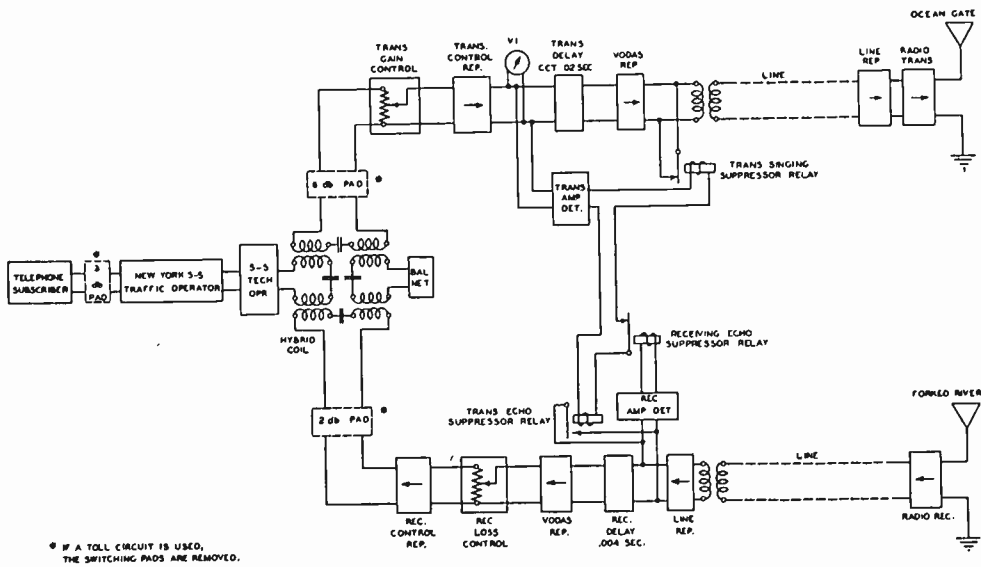 OCEAN GATE
TRANS
GAIN
CONTROL
TRANS.
CONTROL
REP.
VI
TRANS
DELAY
CCT 02 SEC
VODAS
REP
LINE
LINE
REP
RADIO
TRANS
6 db PAD *
TRANS
AMP
DET.
TRANS SINGING
SUPPRESSOR RELAY
TELEPHONE
SUBSCRIBER
*
3
db
PAD
NEW YORK S-S
TRAFFIC OPERATOR
S-S
TECH
OPR
BAL
NET
HYBRID
COIL
RECEIVING ECHO
SUPPRESSOR RELAY
REC
AMP DET
TRANS ECHO
SUPPRESSOR RELAY
FORKED RIVER
2 db PAD *
LINE
REC.
CONTROL
REP.
REC
LOSS
CONTROL
VODAS
REP.
REC.
DELAY
.004 SEC.
LINE
REP.
RADIO REC.
* IF A TOLL CIRCUIT IS USED,
THE SWITCHING PADS ARE REMOVED.